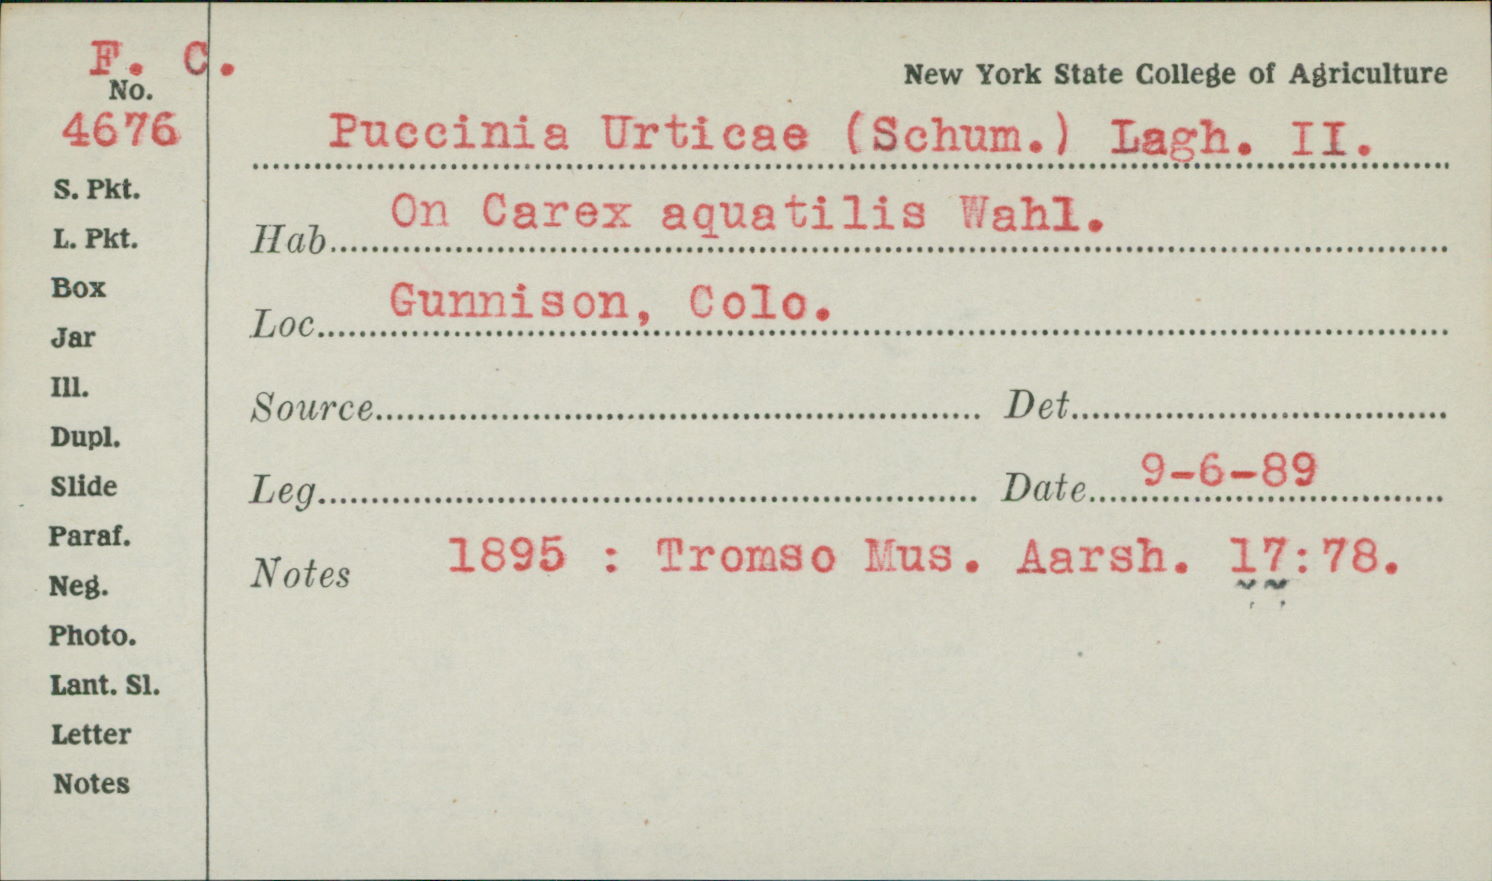 F. C.
No.
4676
S. Pkt.
L. Pkt.
Box
Jar
Ill.
Dupl.
Slide
Paraf.
Neg.
Photo.
Lant. Sl.
Letter
Notes
New York State College of Agriculture
Puccinia Urticae (Schum.) Lagh. II.
Hab. On Carex aquatilis Wahl.
Loc. Gunnison, Colo.
Source Det.
Leg. Date 9-6-89
Notes 1895 : Tromso Mus. Aarsh. 17:78.